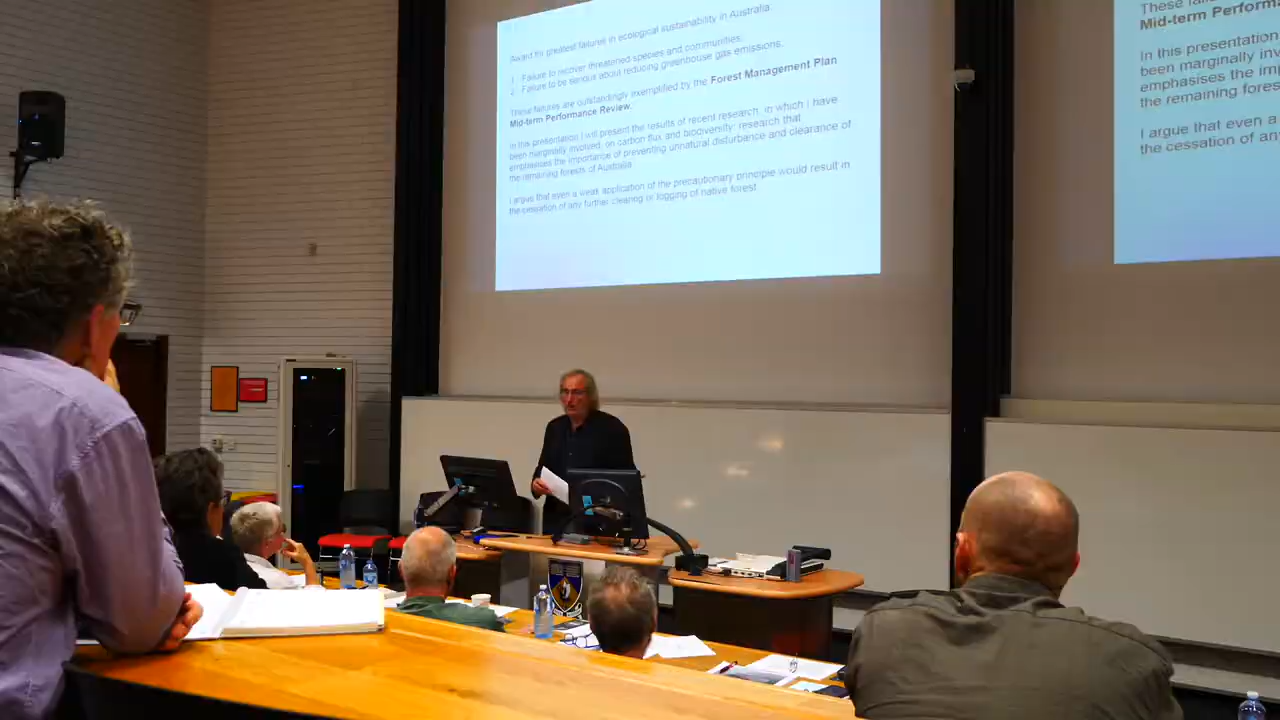 Award for greatest failures in ecological sustainability in Australia.
1. Failure to recover threatened species and communities;
2. Failure to be serious about reducing greenhouse gas emissions.
These failures are outstandingly exemplified by the Forest Management Plan
Mid-term Performance Review.
In this presentation I will present the results of recent research, in which I have
been marginally involved, on carbon flux and biodiversity: research that
emphasises the importance of preventing unnatural disturbance and clearance of
the remaining forests of Australia.
I argue that even a weak application of the precautionary principle would result in
the cessation of any further clearing or logging of native forest.
These
Mid-term Performa
In this presentation
been marginally inv
emphasises the im
the remaining fores
I argue that even a
the cessation of an